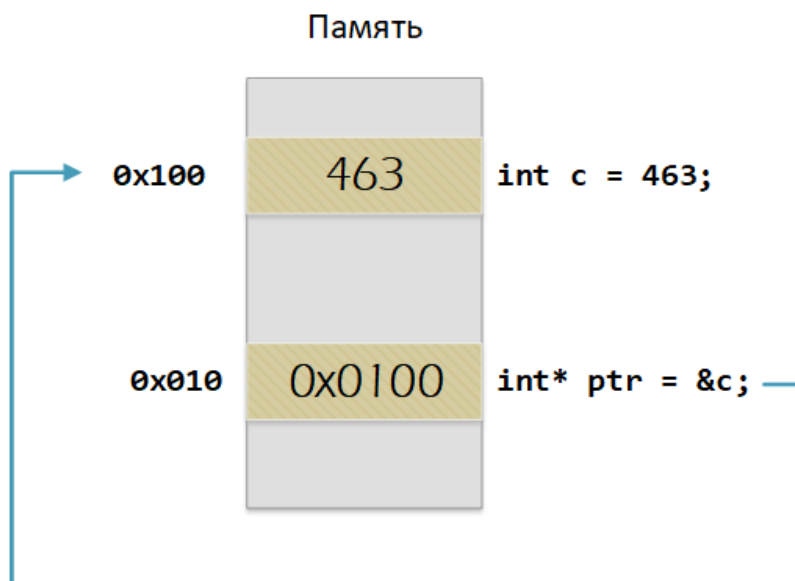 Память
0x100 463 int c = 463;
0x010 0x0100 int* ptr = &c;